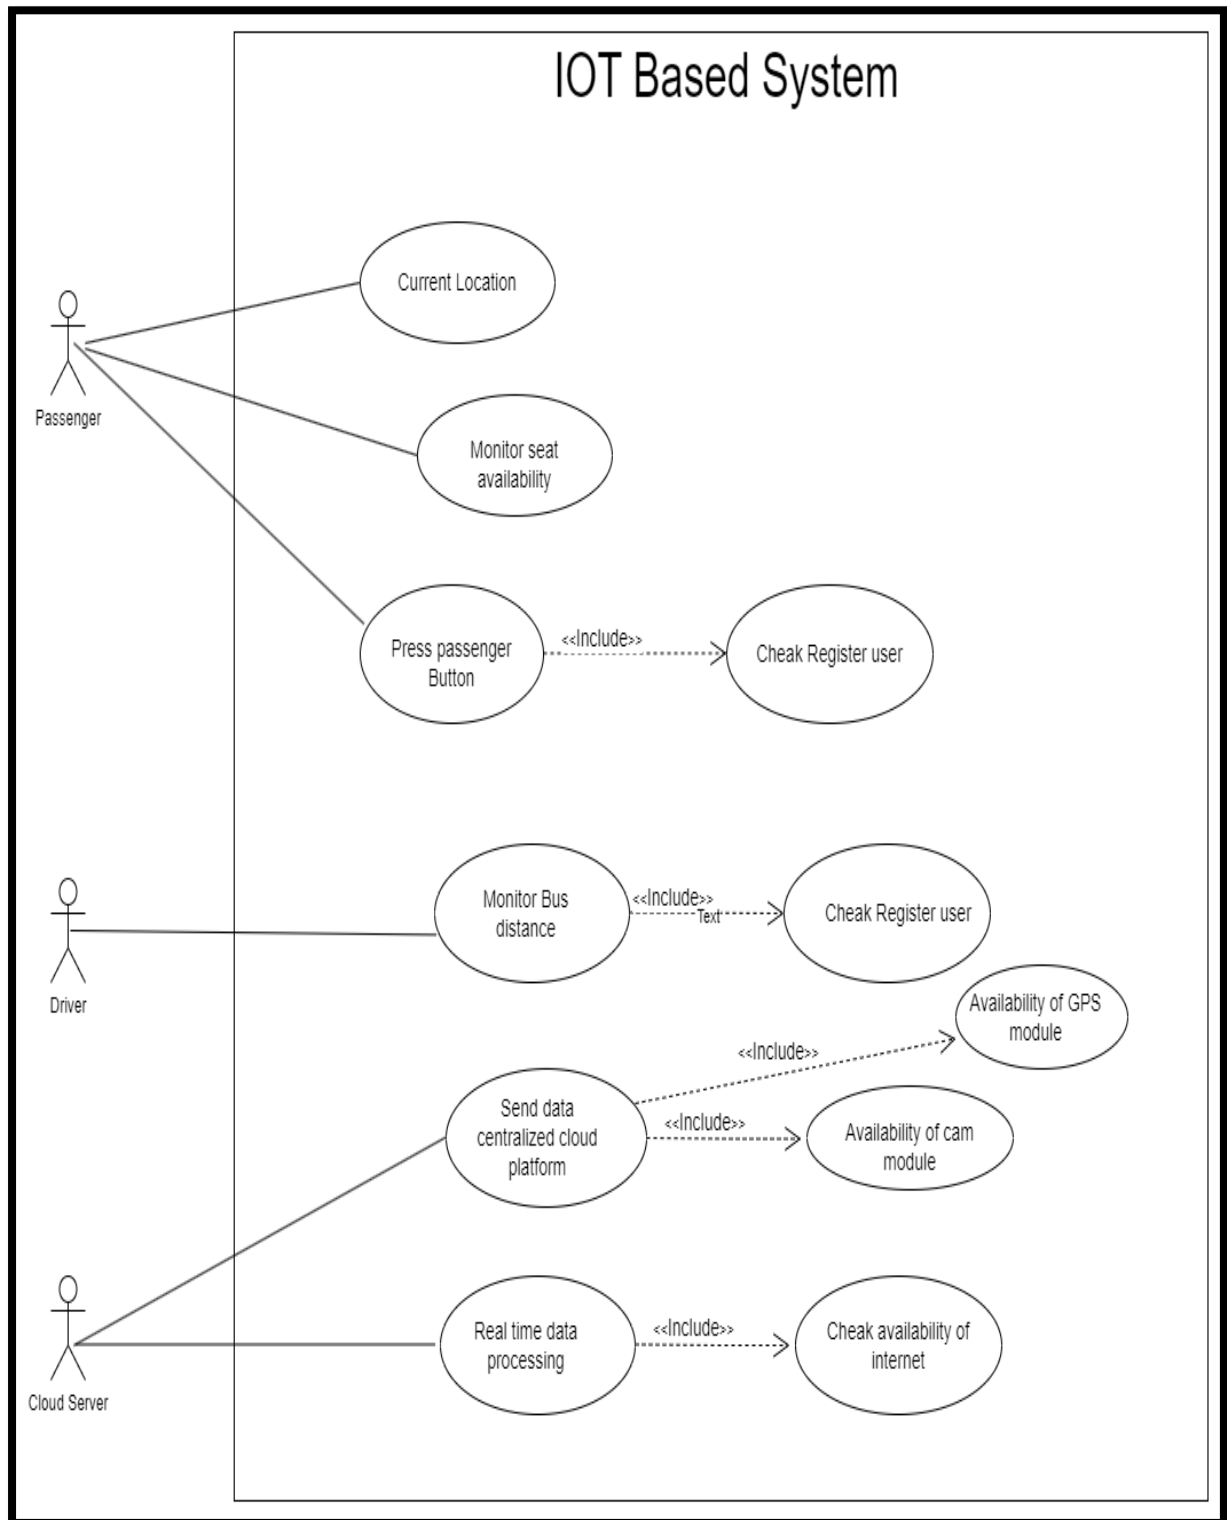 IOT Based System
Current Location
Passenger
Monitor seat
availability
Press passenger
Button
<<Include>>
Cheak Register user
Driver
Monitor Bus
distance
<<Include>>
Text
Cheak Register user
Availability of GPS
module
<<Include>>
Send data
centralized cloud
platform
<<Include>>
Availability of cam
module
Cloud Server
Real time data
processing
<<Include>>
Cheak availability of
internet